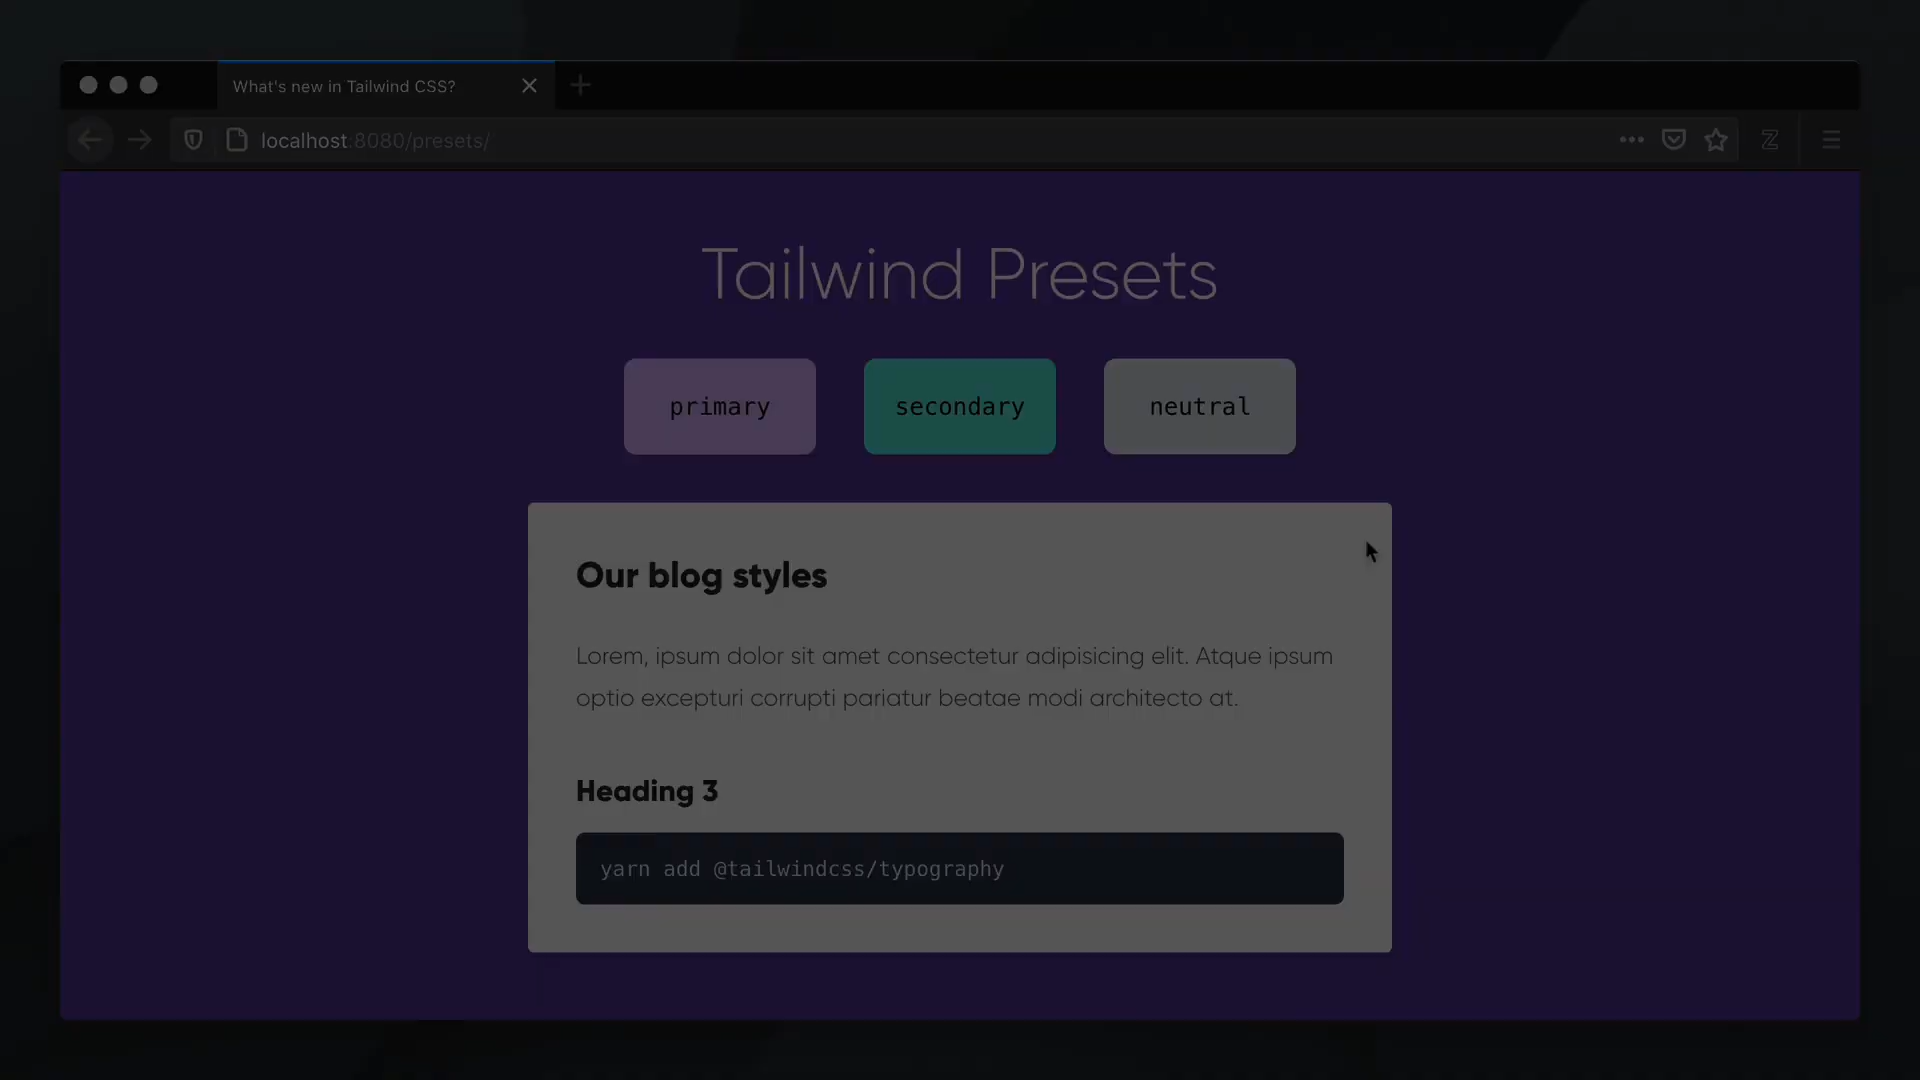 What's new in Tailwind CSS?
localhost:8080/presets/
Tailwind Presets
primary
secondary
neutral
Our blog styles
Lorem, ipsum dolor sit amet consectetur adipisicing elit. Atque ipsum
optio excepturi corrupti pariatur beatae modi architecto at.
Heading 3
yarn add @tailwindcss/typography